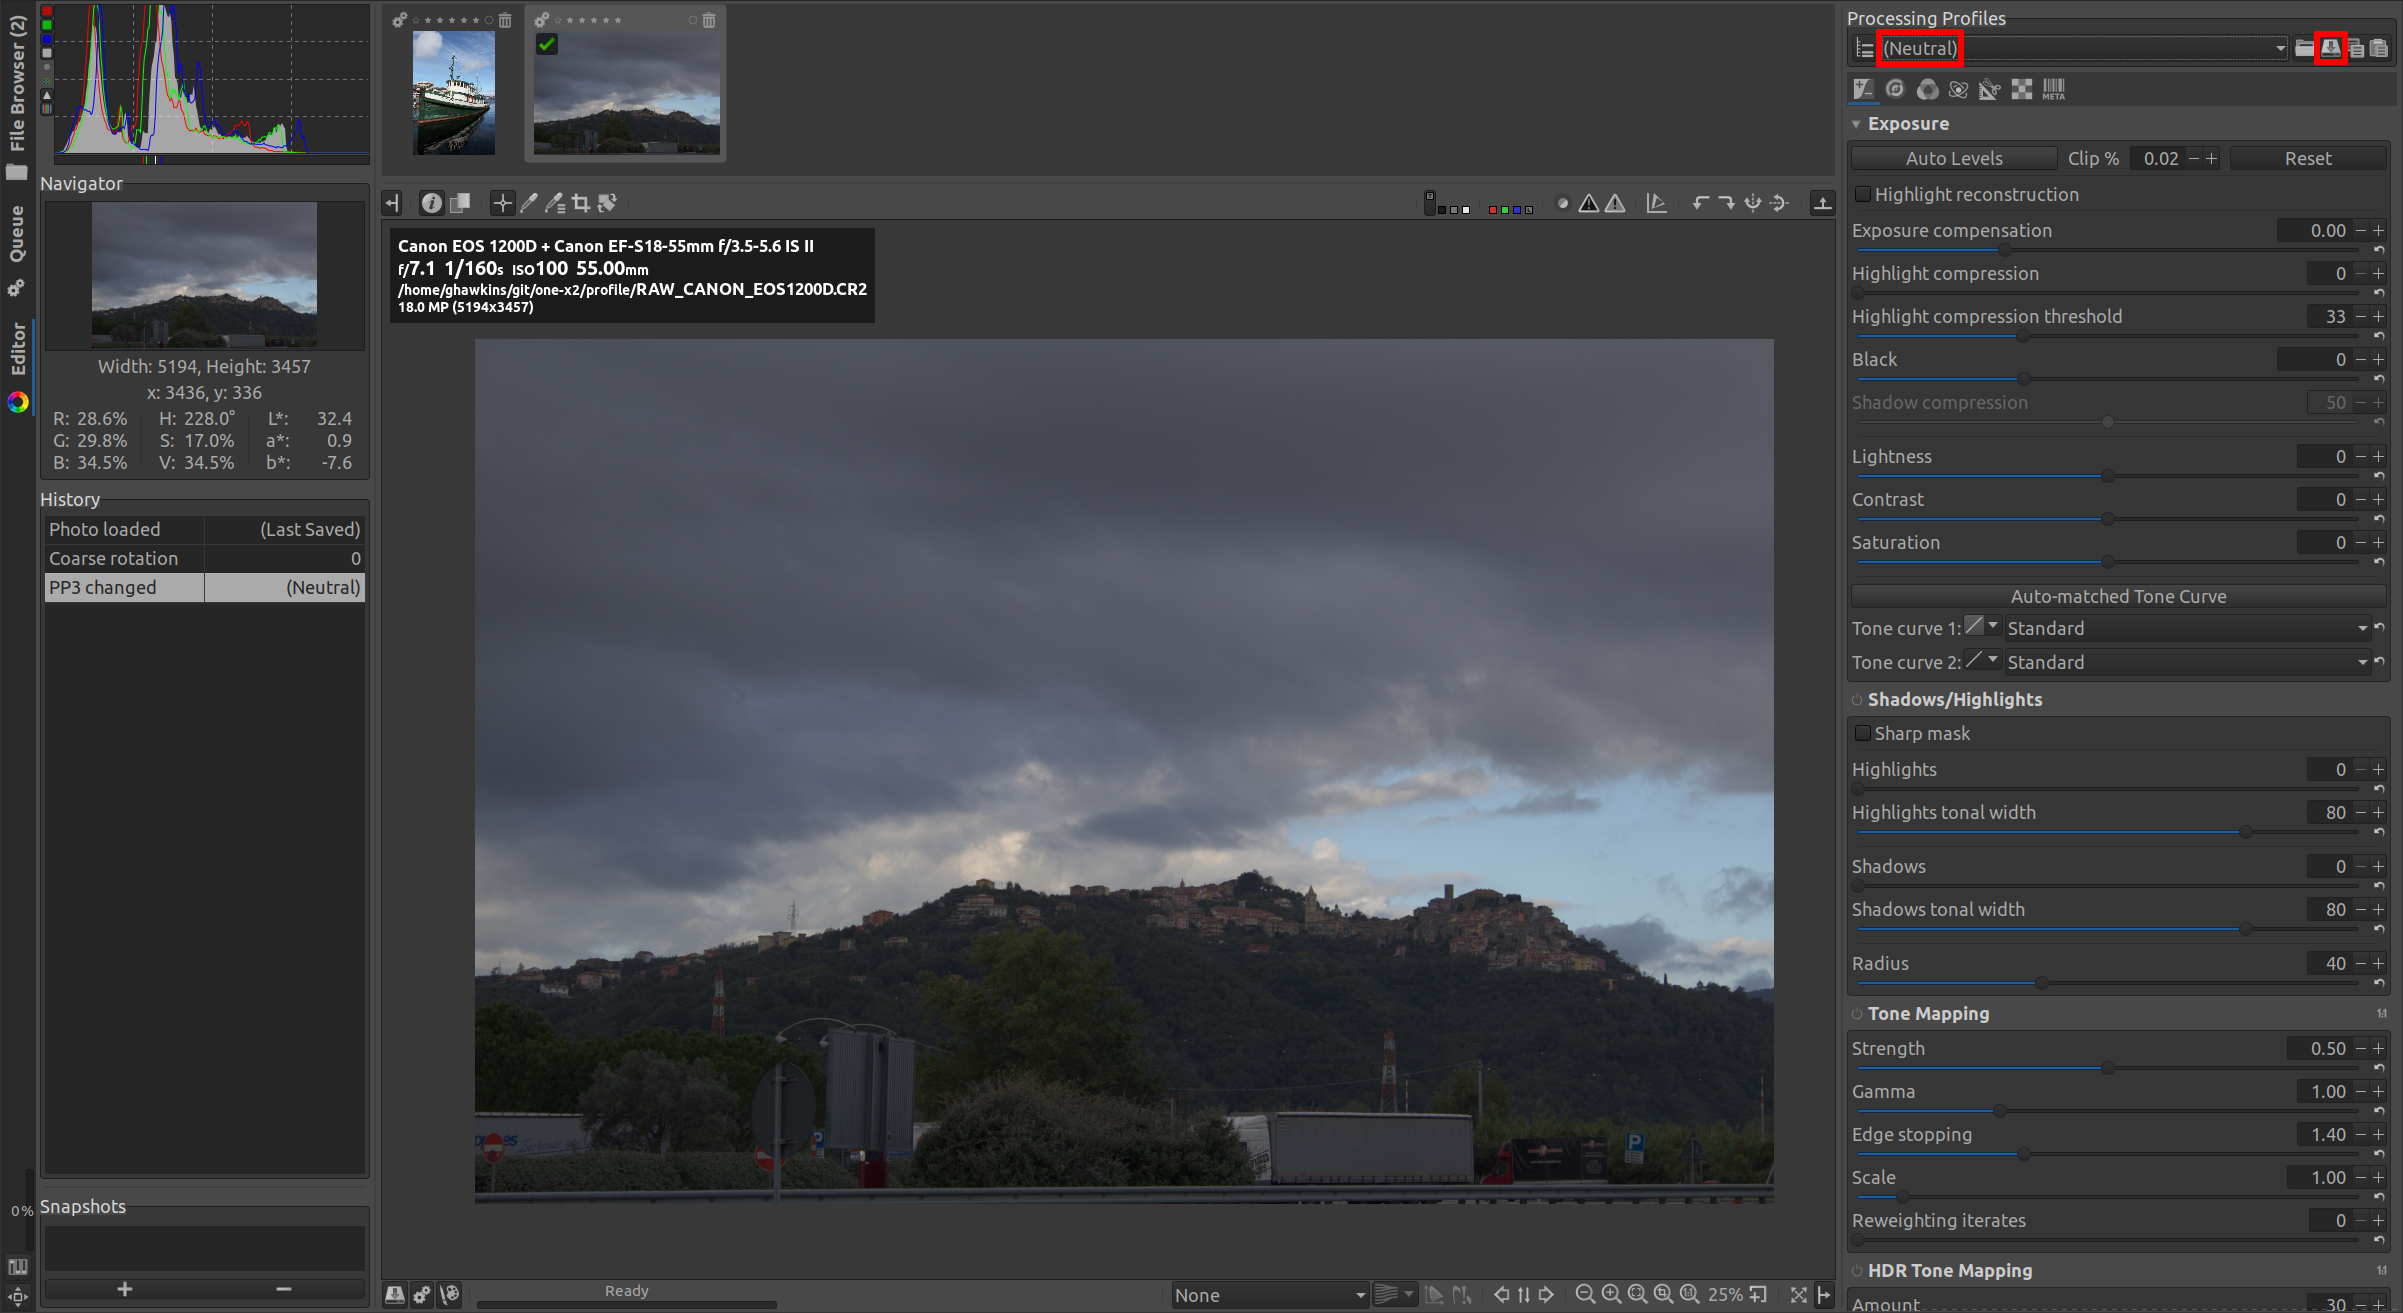 File Browser (2)
Queue
Editor
0%
Navigator
Width: 5194, Height: 3457
x: 3436, y: 336
R: 28.6% H: 228.0° L*: 32.4
G: 29.8% S: 17.0% a*: 0.9
B: 34.5% V: 34.5% b*: -7.6
History
Photo loaded (Last Saved)
Coarse rotation 0
PP3 changed (Neutral)
Snapshots
Canon EOS 1200D + Canon EF-S18-55mm f/3.5-5.6 IS II
f/7.1 1/160s ISO100 55.00mm
/home/ghawkins/git/one-x2/profile/RAW_CANON_EOS1200D.CR2
18.0 MP (5194x3457)
P
P
Ready
None
25%
Processing Profiles
(Neutral)
META
Exposure
Auto Levels Clip % 0.02 Reset
Highlight reconstruction
Exposure compensation 0.00
Highlight compression 0
Highlight compression threshold 33
Black 0
Shadow compression 50
Lightness 0
Contrast 0
Saturation 0
Auto-matched Tone Curve
Tone curve 1: Standard
Tone curve 2: Standard
Shadows/Highlights
Sharp mask
Highlights 0
Highlights tonal width 80
Shadows 0
Shadows tonal width 80
Radius 40
Tone Mapping 1:1
Strength 0.50
Gamma 1.00
Edge stopping 1.40
Scale 1.00
Reweighting iterates 0
HDR Tone Mapping 1:1
Amount 30